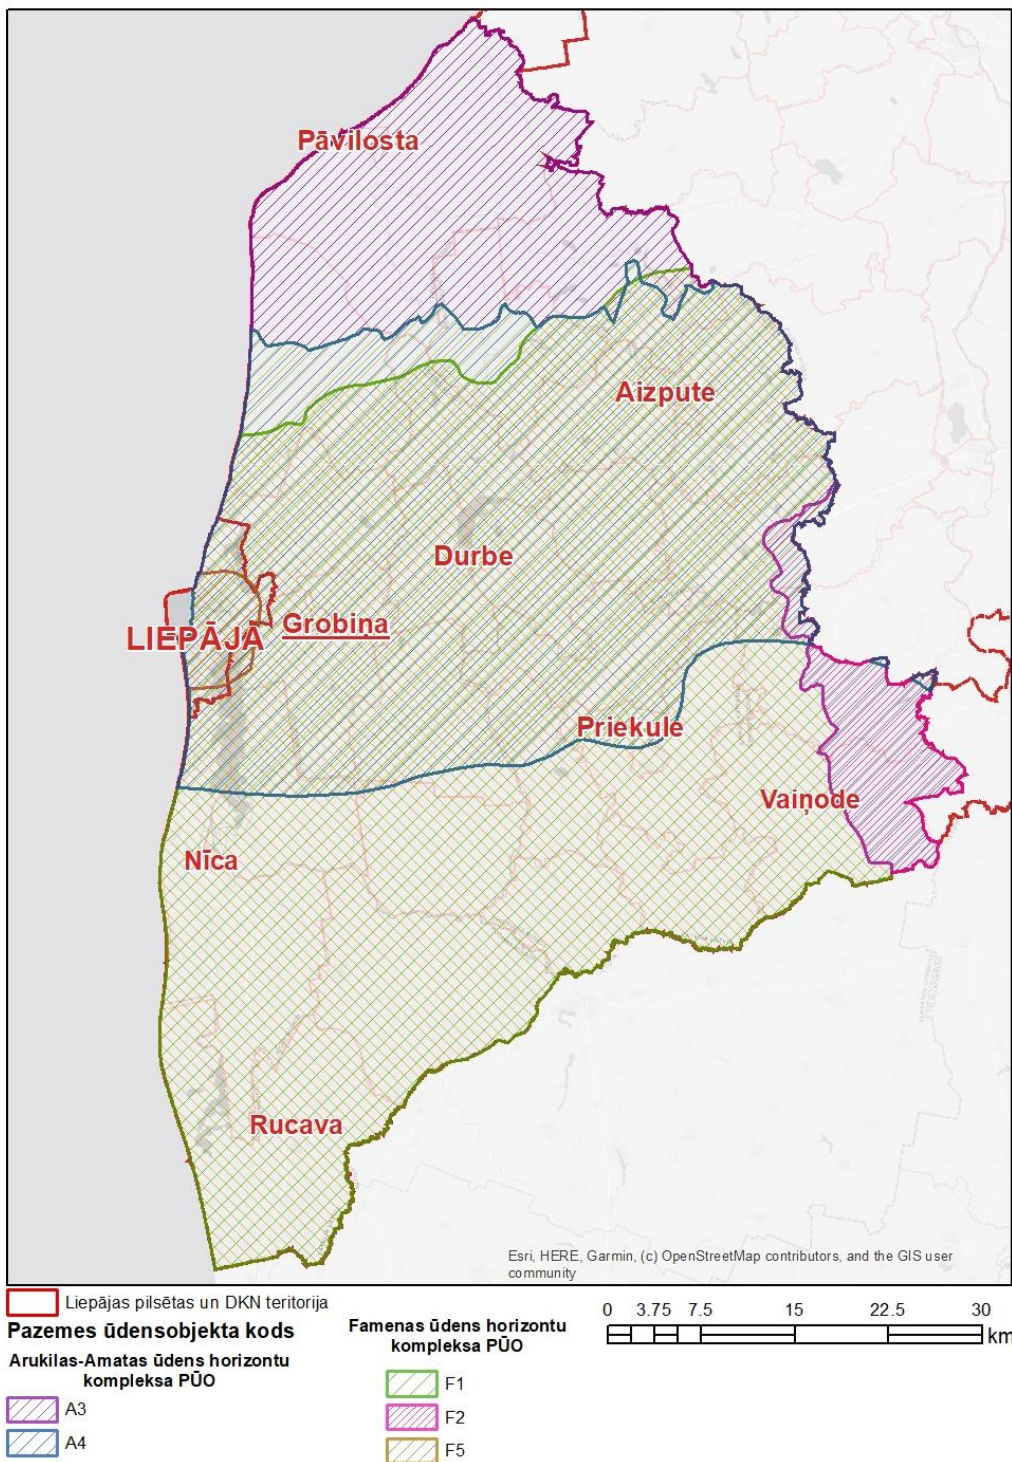 Pāvilosta
Aizpute
Durbe
Grobiņa
LIEPĀJĀ
Priekule
Vaiņode
Nīca
Rucava
Esri, HERE, Garmin, (c) OpenStreetMap contributors, and the GIS user
community
Liepājas pilsētas un DKN teritorija
Pazemes ūdensobjekta kods
Arukilas-Amatas ūdens horizontu
kompleksa PŪO
A3
A4
Famenas ūdens horizontu
kompleksa PŪO
F1
F2
F5
0 3.75 7.5 15 22.5 30
km